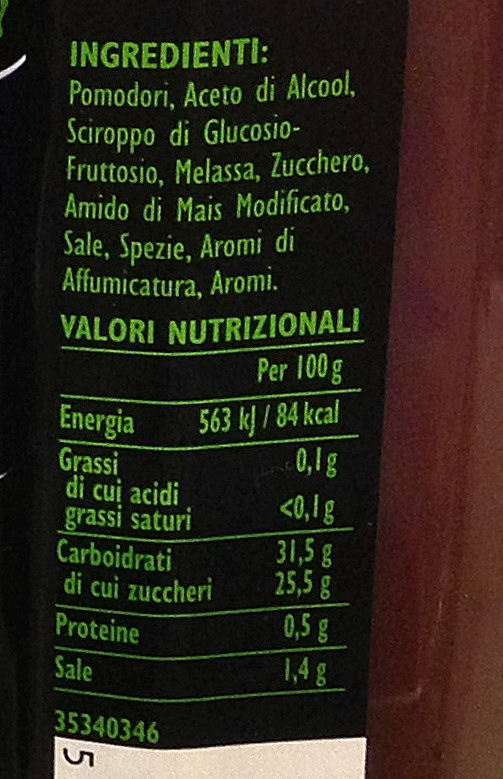 INGREDIENTI:
Pomodori, Aceto di Alcool,
Sciroppo di Glucosio-
Fruttosio, Melassa, Zucchero,
Amido di Mais Modificato,
Sale, Spezie, Aromi di
Affumicatura, Aromi.
VALORI NUTRIZIONALI
Per 100 g
Energia 563 kJ / 84 kcal
Grassi 0,1 g
di cui acidi
grassi saturi <0,1 g
Carboidrati 31,5 g
di cui zuccheri 25,5 g
Proteine 0,5 g
Sale 1,4 g
35340346
5